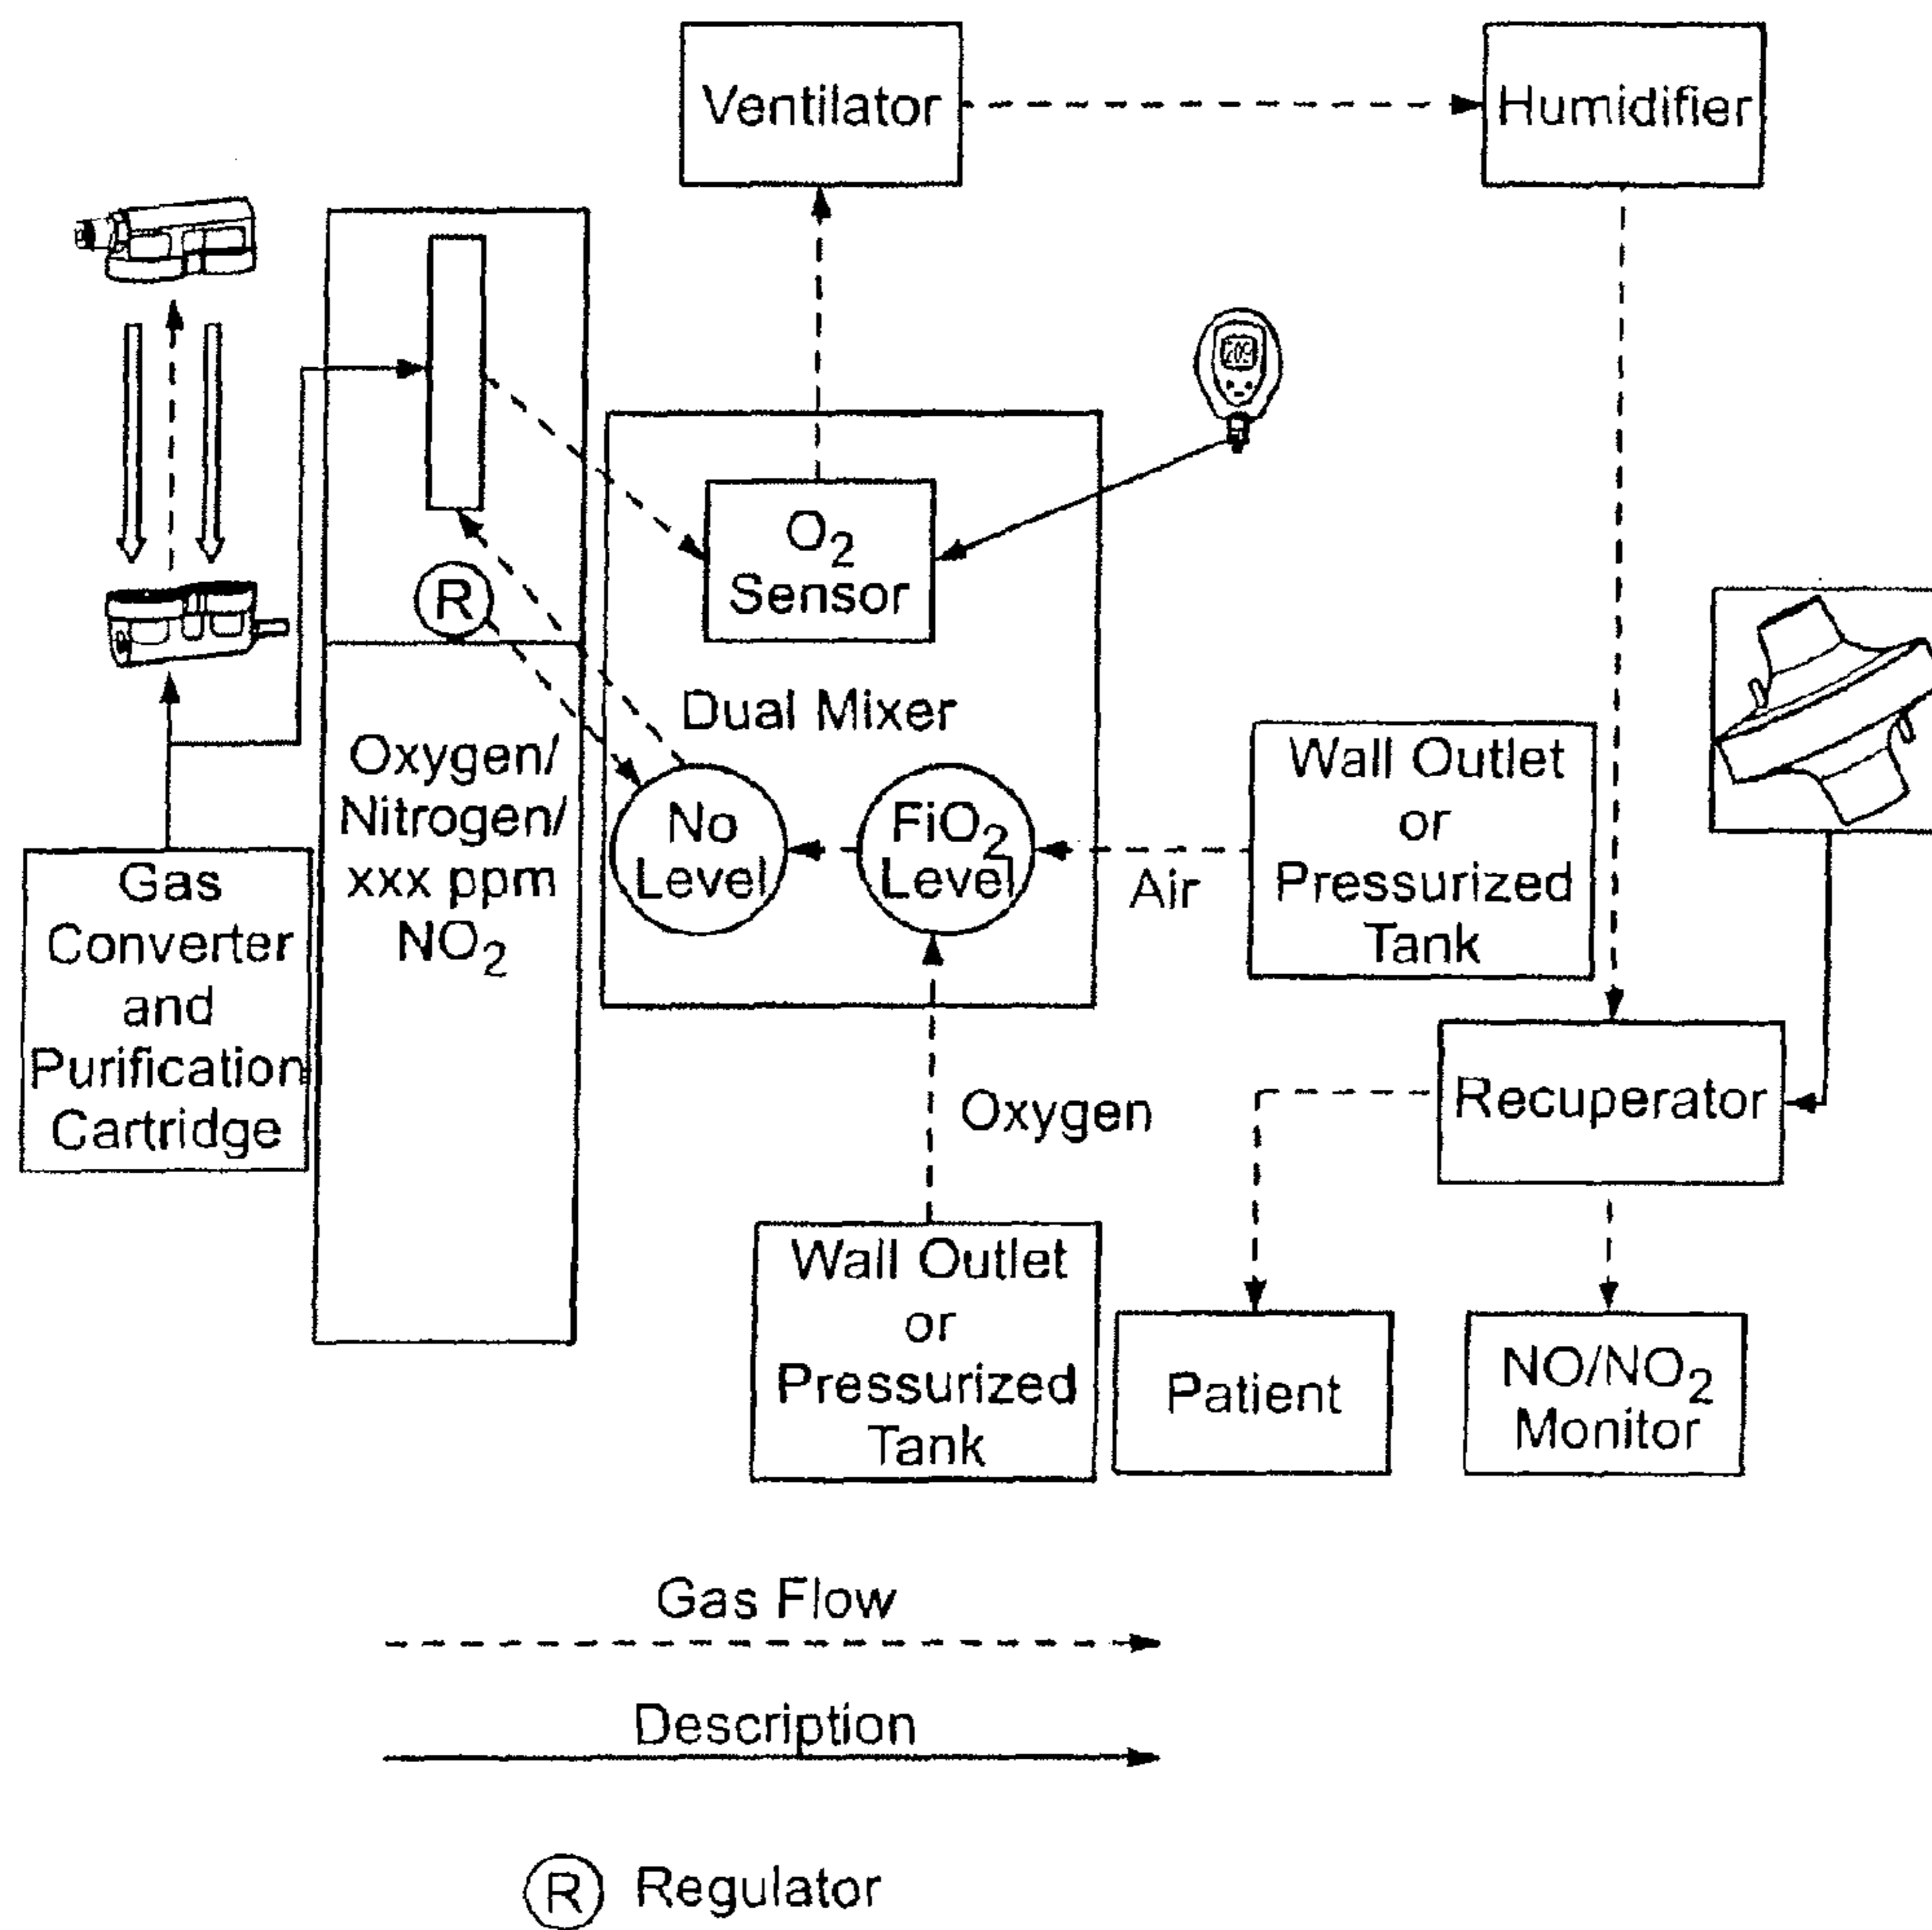 Ventilator
Humidifier
O2
Sensor
Dual Mixer
R
Oxygen/
Nitrogen/
xxx ppm
NO2
No
Level
FiO2
Level
Air
Wall Outlet
or
Pressurized
Tank
Gas
Converter
and
Purification
Cartridge
Recuperator
Oxygen
Wall Outlet
or
Pressurized
Tank
Patient
NO/NO2
Monitor
Gas Flow
Description
R Regulator